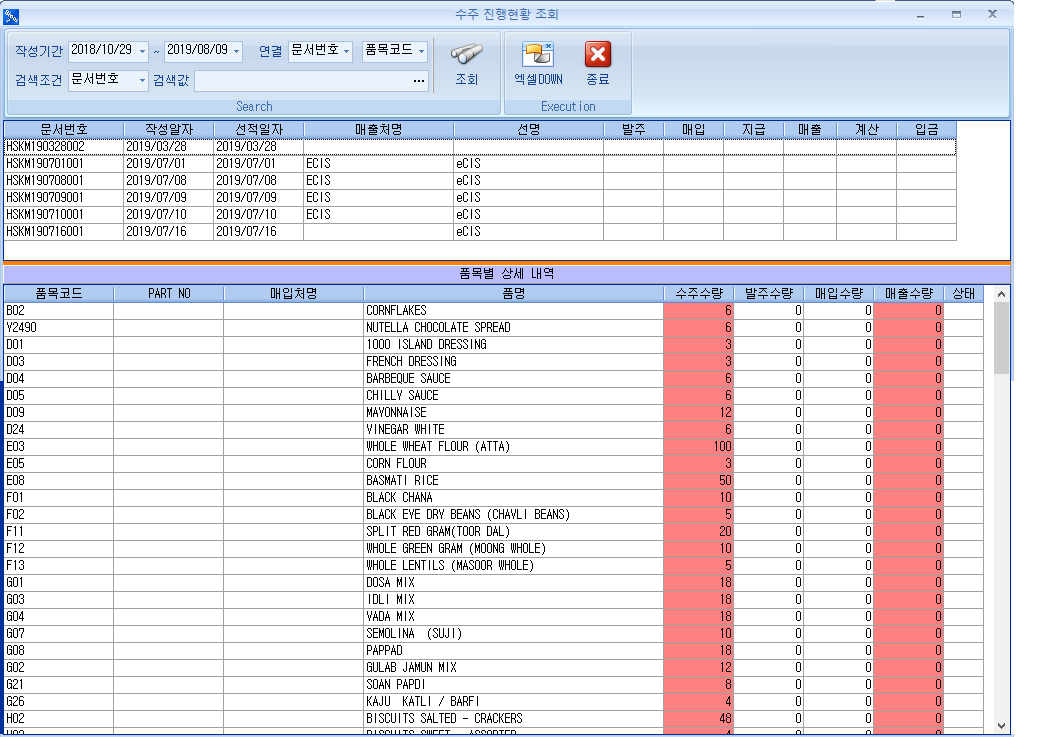 수주 진행현황 조회
작성기간 2018/10/29 ~ 2019/08/09 연결 문서번호 품목코드
검색조건 문서번호 검색값 ...
조회 엑셀DOWN 종료
Search Execution
문서번호 작성일자 선적일자 매출처명 선명 발주 매입 지급 매출 계산 입금
HSKM190328002 2019/03/28 2019/03/28
HSKM190701001 2019/07/01 2019/07/01 ECIS eCIS
HSKM190708001 2019/07/08 2019/07/08 ECIS eCIS
HSKM190709001 2019/07/09 2019/07/09 ECIS eCIS
HSKM190710001 2019/07/10 2019/07/10 ECIS eCIS
HSKM190716001 2019/07/16 2019/07/16 eCIS
품목별 상세 내역
품목코드 PART NO 매입처명 품명 수주수량 발주수량 매입수량 매출수량 상태
B02 CORNFLAKES 6 0 0 0
Y2490 NUTELLA CHOCOLATE SPREAD 6 0 0 0
D01 1000 ISLAND DRESSING 3 0 0 0
D03 FRENCH DRESSING 3 0 0 0
D04 BARBEQUE SAUCE 6 0 0 0
D05 CHILLY SAUCE 6 0 0 0
D09 MAYONNAISE 12 0 0 0
D24 VINEGAR WHITE 6 0 0 0
E03 WHOLE WHEAT FLOUR (ATTA) 100 0 0 0
E05 CORN FLOUR 3 0 0 0
E08 BASMATI RICE 50 0 0 0
F01 BLACK CHANA 10 0 0 0
F02 BLACK EYE DRY BEANS (CHAVLI BEANS) 5 0 0 0
F11 SPLIT RED GRAM(TOOR DAL) 20 0 0 0
F12 WHOLE GREEN GRAM (MOONG WHOLE) 10 0 0 0
F13 WHOLE LENTILS (MASOOR WHOLE) 5 0 0 0
G01 DOSA MIX 18 0 0 0
G03 IDLI MIX 18 0 0 0
G04 VADA MIX 18 0 0 0
G07 SEMOLINA (SUJI) 10 0 0 0
G08 PAPPAD 18 0 0 0
G02 GULAB JAMUN MIX 12 0 0 0
G21 SOAN PAPDI 8 0 0 0
G26 KAJU KATLI / BARFI 4 0 0 0
H02 BISCUITS SALTED - CRACKERS 48 0 0 0
BISCUITS SWEET - ASSORTED 4 0 0 0